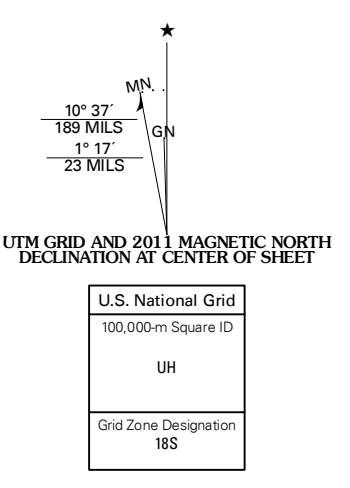 MN
10° 37´
189 MILS
GN
1° 17´
23 MILS
UTM GRID AND 2011 MAGNETIC NORTH
DECLINATION AT CENTER OF SHEET
U.S. National Grid
100,000-m Square ID
UH
Grid Zone Designation
18S